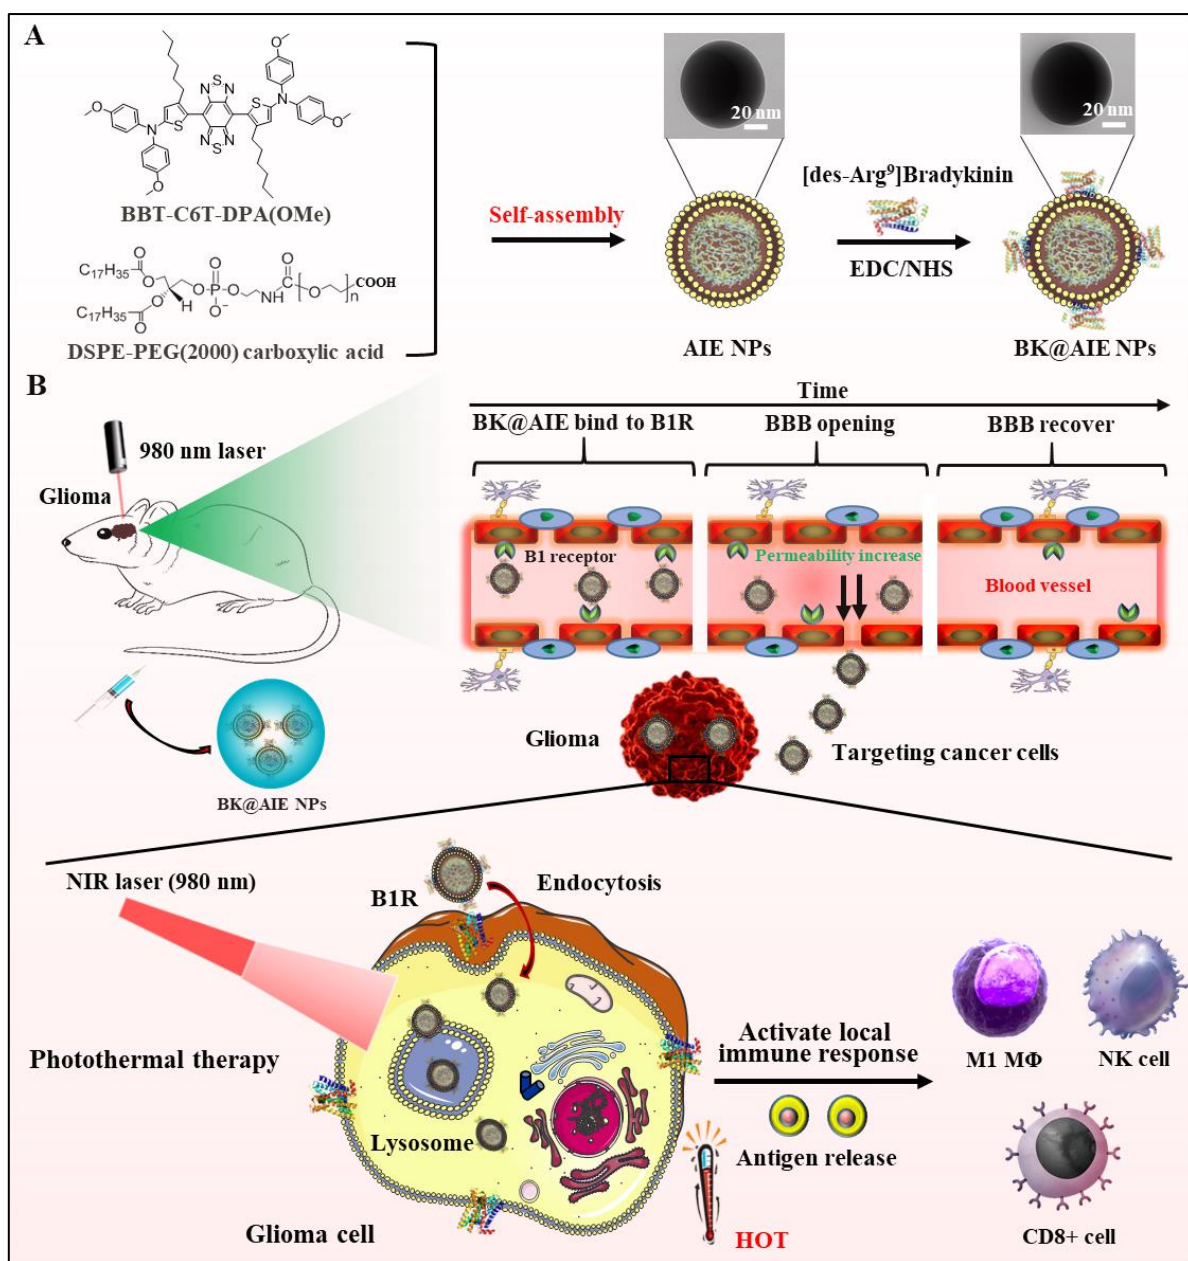 A
S
N N
N N
S
O
O
N
S
S
N
O
O
BBT-C6T-DPA(OMe)
C17H35
O
O
O
P
O
O
O−
NH
O
O
n
COOH
C17H35
O
O
H
DSPE-PEG(2000) carboxylic acid
Self-assembly
20 nm
AIE NPs
[des-Arg9]Bradykinin
EDC/NHS
20 nm
BK@AIE NPs
B
980 nm laser
Glioma
BK@AIE NPs
Time
BK@AIE bind to B1R
BBB opening
BBB recover
B1 receptor
Permeability increase
Blood vessel
Glioma
Targeting cancer cells
NIR laser (980 nm)
B1R
Endocytosis
Photothermal therapy
Lysosome
Glioma cell
Activate local
immune response
Antigen release
HOT
M1 MΦ
NK cell
CD8+ cell